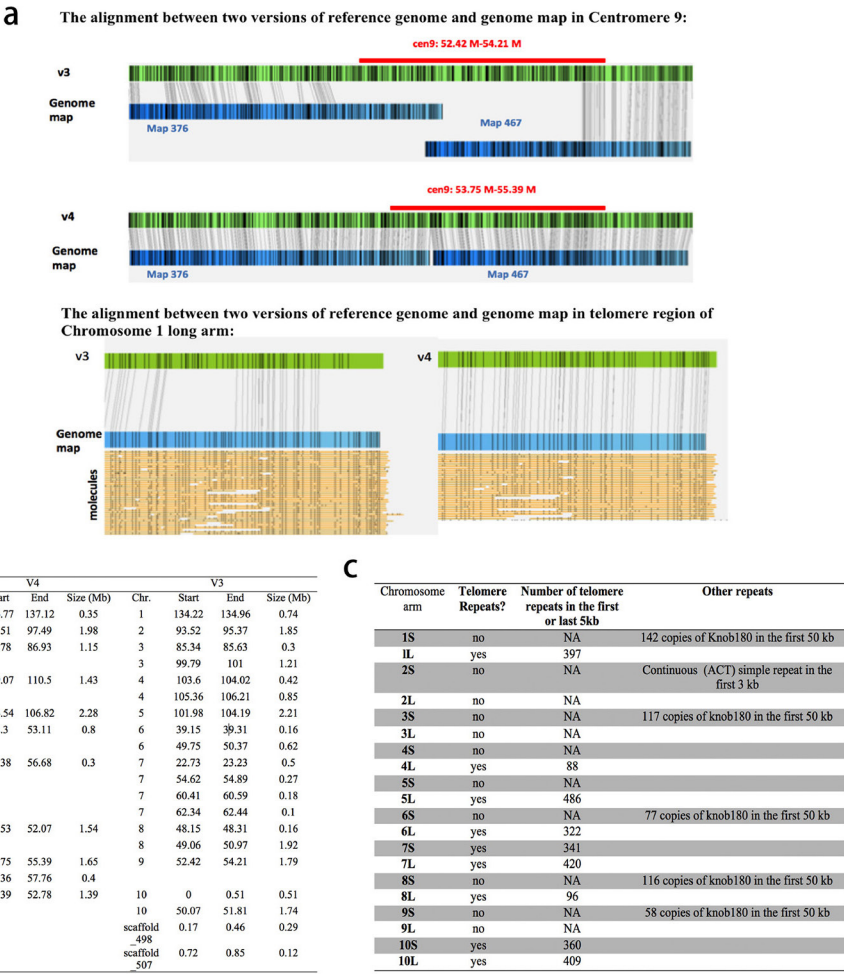 a
The alignment between two versions of reference genome and genome map in Centromere 9:
cen9: 52.42 M-54.21 M
v3
Genome
map
Map 376
Map 467
cen9: 53.75 M-55.39 M
v4
Genome
map
Map 376
Map 467
The alignment between two versions of reference genome and genome map in telomere region of
Chromosome 1 long arm:
v3
v4
Genome
map
molecules
V4 V3
art End Size (Mb) Chr. Start End Size (Mb)
.77 137.12 0.35 1 134.22 134.96 0.74
51 97.49 1.98 2 93.52 95.37 1.85
78 86.93 1.15 3 85.34 85.63 0.3
3 99.79 101 1.21
.07 110.5 1.43 4 103.6 104.02 0.42
4 105.36 106.21 0.85
.54 106.82 2.28 5 101.98 104.19 2.21
.3 53.11 0.8 6 39.15 39.31 0.16
6 49.75 50.37 0.62
38 56.68 0.3 7 22.73 23.23 0.5
7 54.62 54.89 0.27
7 60.41 60.59 0.18
7 62.34 62.44 0.1
53 52.07 1.54 8 48.15 48.31 0.16
8 49.06 50.97 1.92
75 55.39 1.65 9 52.42 54.21 1.79
36 57.76 0.4
39 52.78 1.39 10 0 0.51 0.51
10 50.07 51.81 1.74
scaffold 0.17 0.46 0.29
_498
scaffold 0.72 0.85 0.12
_507
C
Chromosome Telomere Number of telomere Other repeats
arm Repeats? repeats in the first
or last 5kb
1S no NA 142 copies of Knob180 in the first 50 kb
1L yes 397
2S no NA Continuous (ACT) simple repeat in the
first 3 kb
2L no NA
3S no NA 117 copies of knob180 in the first 50 kb
3L no NA
4S no NA
4L yes 88
5S no NA
5L yes 486
6S no NA 77 copies of knob180 in the first 50 kb
6L yes 322
7S yes 341
7L yes 420
8S no NA 116 copies of knob180 in the first 50 kb
8L yes 96
9S no NA 58 copies of knob180 in the first 50 kb
9L no NA
10S yes 360
10L yes 409